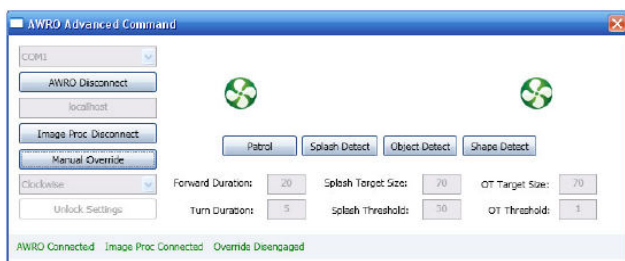 AWRO Advanced Command
COM1
AWRO Disconnect
localhost
Image Proc Disconnect
Manual Override
Patrol
Splash Detect
Object Detect
Shape Detect
Clockwise
Forward Duration: 20
Splash Target Size: 70
OT Target Size: 70
Unlock Settings
Turn Duration: 5
Splash Threshold: 30
OT Threshold: 1
AWRO Connected Image Proc Connected Override Disengaged